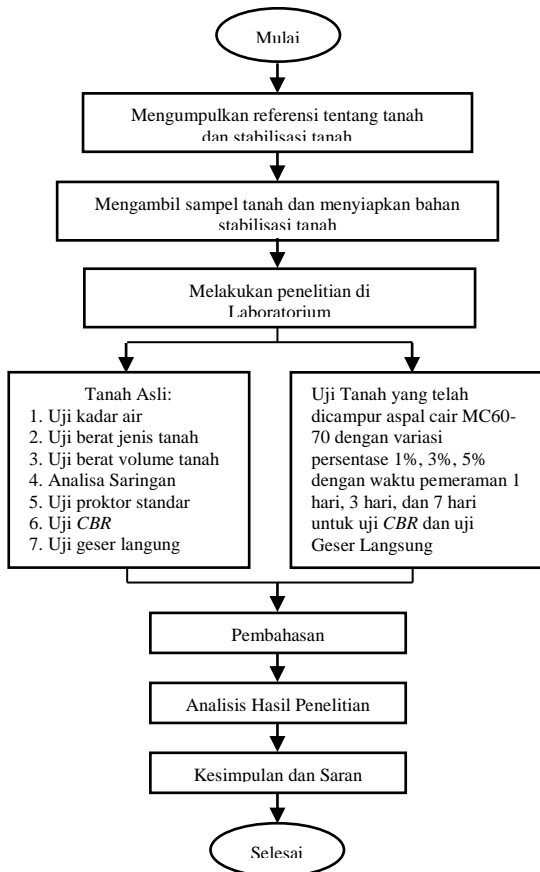 Mulai
Mengumpulkan referensi tentang tanah
dan stabilisasi tanah
Mengambil sampel tanah dan menyiapkan bahan
stabilisasi tanah
Melakukan penelitian di
Laboratorium
Tanah Asli:
1. Uji kadar air
2. Uji berat jenis tanah
3. Uji berat volume tanah
4. Analisa Saringan
5. Uji proktor standar
6. Uji CBR
7. Uji geser langung
Uji Tanah yang telah
dicampur aspal cair MC60-
70 dengan variasi
persentase 1%, 3%, 5%
dengan waktu pemeraman 1
hari, 3 hari, dan 7 hari
untuk uji CBR dan uji
Geser Langsung
Pembahasan
Analisis Hasil Penelitian
Kesimpulan dan Saran
Selesai